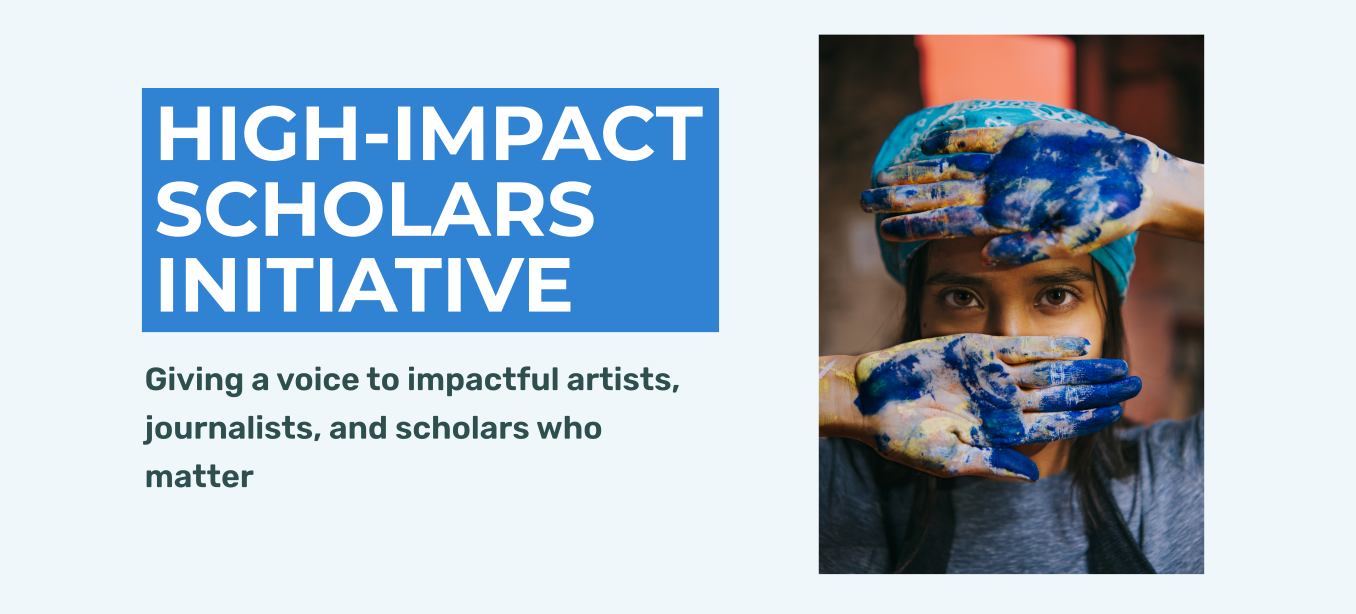 HIGH-IMPACT
SCHOLARS
INITIATIVE
Giving a voice to impactful artists,
journalists, and scholars who
matter